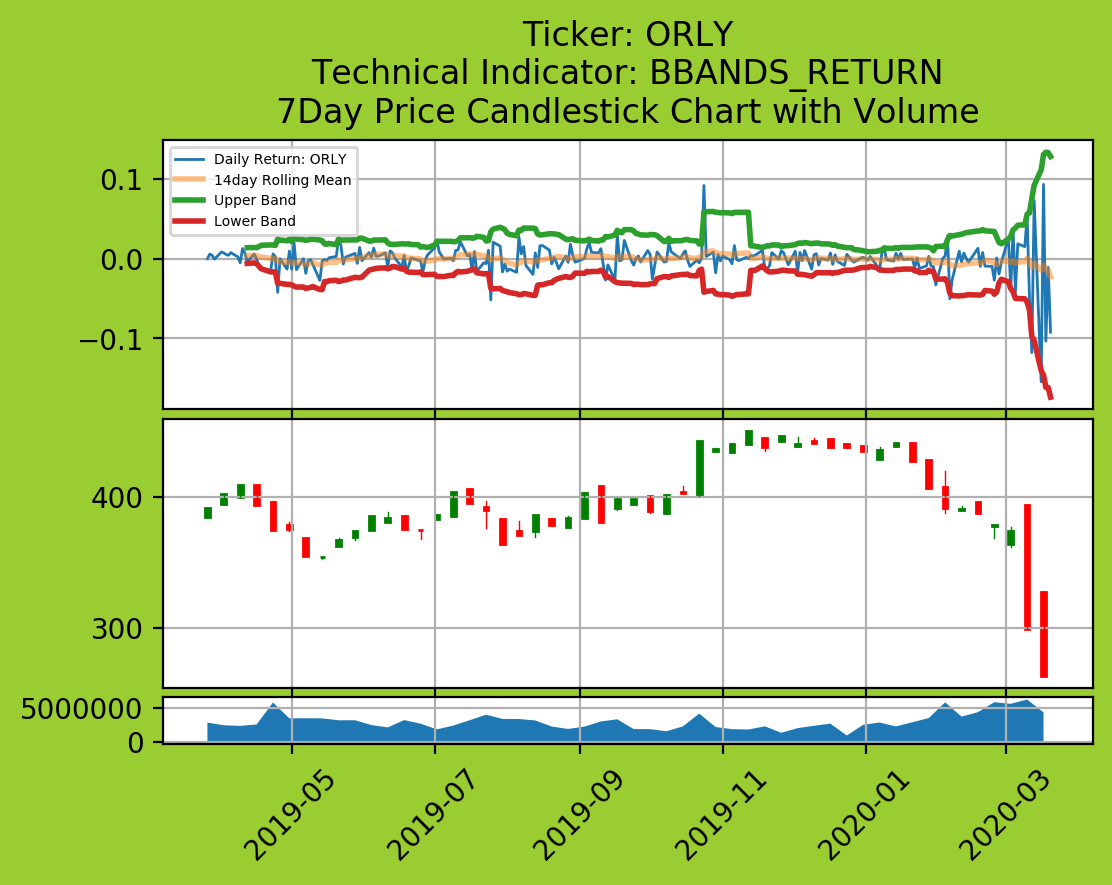 Ticker: ORLY
Technical Indicator: BBANDS_RETURN
7Day Price Candlestick Chart with Volume
Daily Return: ORLY
14day Rolling Mean
Upper Band
Lower Band
0.1
0.0
−0.1
400
300
5000000
0
2019-05
2019-07
2019-09
2019-11
2020-01
2020-03